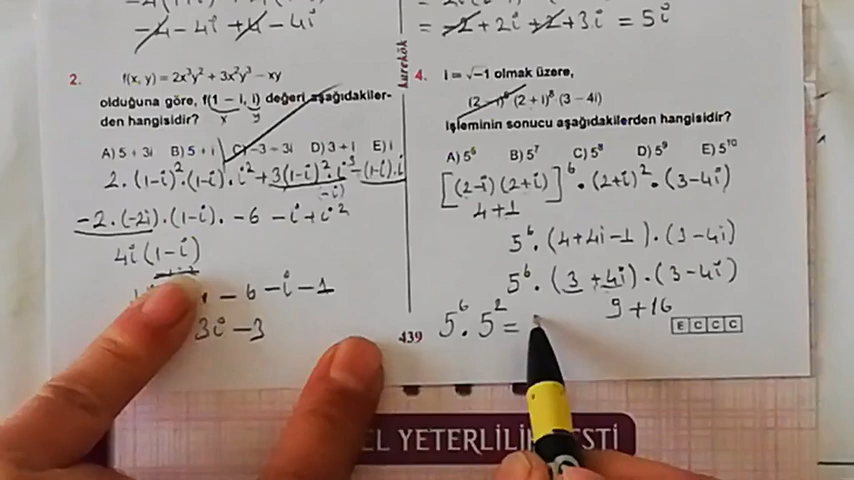 -4 - 4i + 4 - 4i
2.
f(x, y) = 2x³y² + 3x²y³ – xy
olduğuna göre, f(1 – i, i) değeri aşağıdakiler-
x y
den hangisidir?
A) 5 + 3i B) 5 + i C) –3 – 3i D) 3 + i E) i
2.(1-i)².(1-i).i² + 3(1-i)².i³ - (1-i).i
-i)
-2.(-2i).(1-i). -6 - i + i²
4i(1-i)
- 6 - i - 1
3i - 3
439
karekök
= -2 + 2i + 2 + 3i = 5i
4.
i = √–1 olmak üzere,
(2 – i)⁶ · (2 + i)⁸ · (3 – 4i)
işleminin sonucu aşağıdakilerden hangisidir?
A) 5⁶ B) 5⁷ C) 5⁸ D) 5⁹ E) 5¹⁰
[(2-i)(2+i)]⁶.(2+i)².(3-4i)
4+1
5⁶.(4+4i-1).(3-4i)
5⁶.(3+4i).(3-4i)
9+16
5⁶.5² =
E C C C
EL YETERLİLİK TESTİ